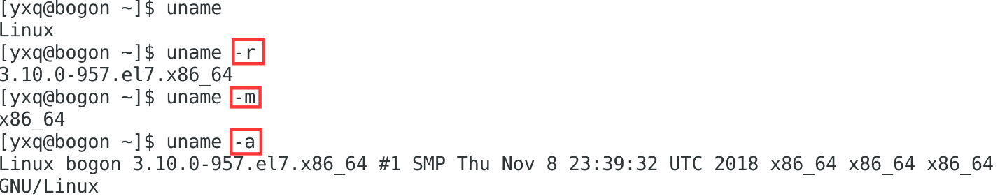 [yxq@bogon ~]$ uname
Linux
[yxq@bogon ~]$ uname -r
3.10.0-957.el7.x86_64
[yxq@bogon ~]$ uname -m
x86_64
[yxq@bogon ~]$ uname -a
Linux bogon 3.10.0-957.el7.x86_64 #1 SMP Thu Nov 8 23:39:32 UTC 2018 x86_64 x86_64 x86_64
GNU/Linux